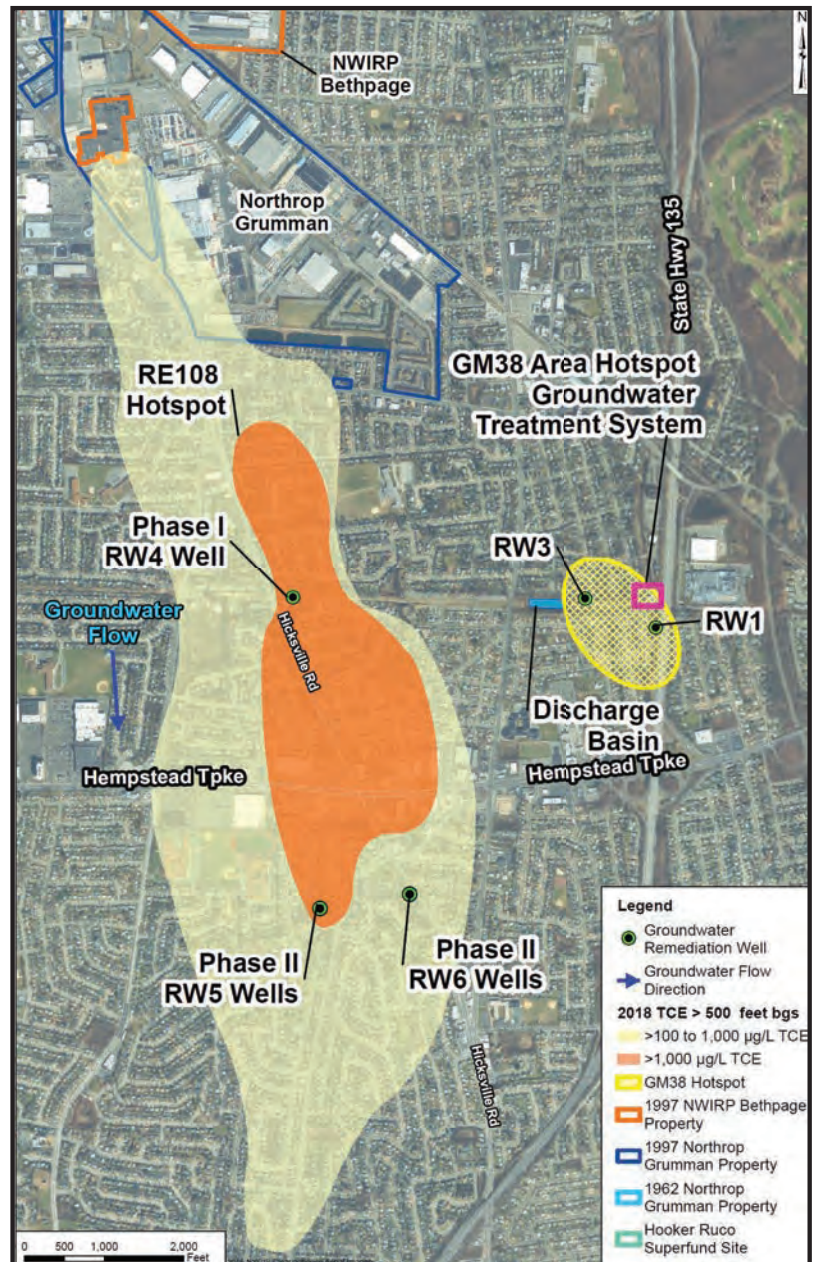 N
NWIRP
Bethpage
Northrop
Grumman
State Hwy 135
RE108
Hotspot
GM38 Area Hotspot
Groundwater
Treatment System
Phase I
RW4 Well
RW3
Groundwater
Flow
Hicksville Rd
RW1
Discharge
Basin
Hempstead Tpke
Hempstead Tpke
Phase II
RW5 Wells
Phase II
RW6 Wells
Hicksville Rd
Legend
Groundwater
Remediation Well
Groundwater Flow
Direction
2018 TCE > 500 feet bgs
>100 to 1,000 µg/L TCE
>1,000 µg/L TCE
GM38 Hotspot
1997 NWIRP Bethpage
Property
1997 Northrop
Grumman Property
1962 Northrop
Grumman Property
Hooker Ruco
Superfund Site
0 500 1,000 2,000
Feet